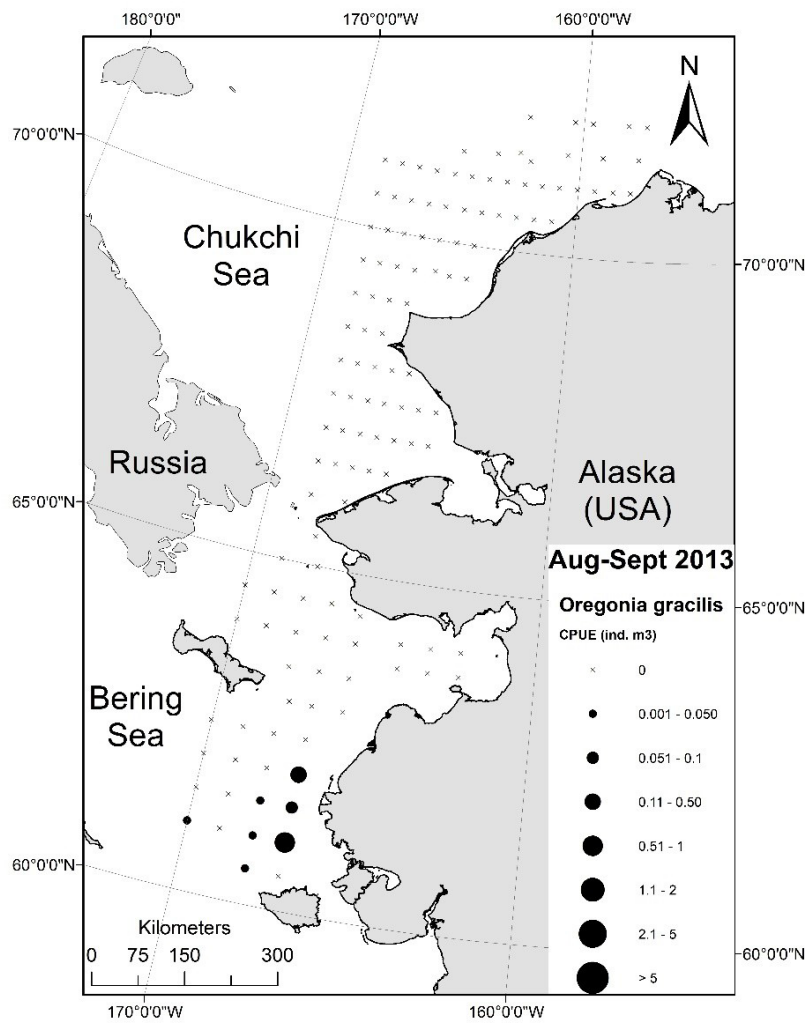 180°0'0"
170°0'0"W
160°0'0"W
N
70°0'0"N
Chukchi
Sea
70°0'0"N
Russia
Alaska
(USA)
65°0'0"N
Aug-Sept 2013
Oregonia gracilis
65°0'0"N
CPUE (ind. m3)
0
Bering
Sea
0.001 - 0.050
0.051 - 0.1
0.11 - 0.50
0.51 - 1
60°0'0"N
1.1 - 2
Kilometers
2.1 - 5
0 75 150 300
60°0'0"N
> 5
170°0'0"W
160°0'0"W